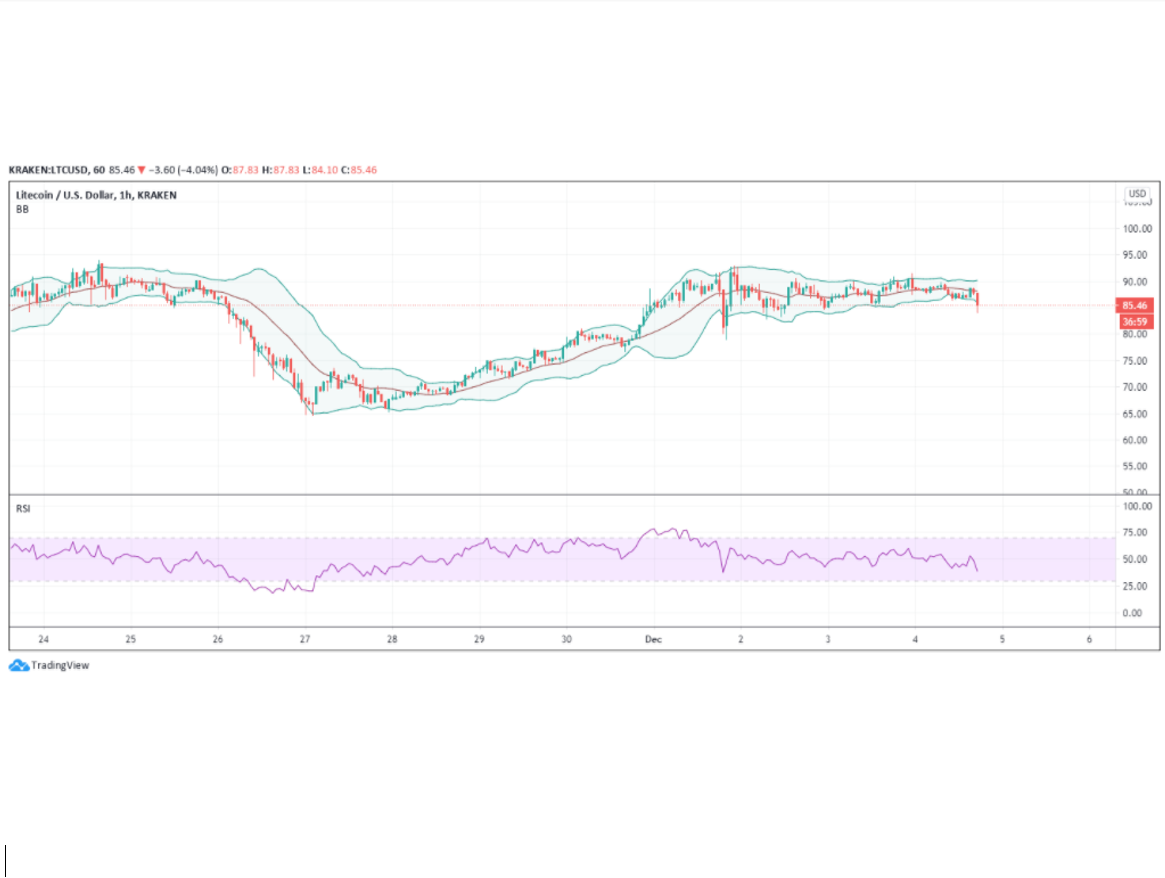 KRAKEN:LTCUSD, 60 85.46 ▼ −3.60 (−4.04%) O:87.83 H:87.83 L:84.10 C:85.46
Litecoin / U.S. Dollar, 1h, KRAKEN
BB
USD
100.00
95.00
90.00
85.46
36:59
80.00
75.00
70.00
65.00
60.00
55.00
50.00
RSI
100.00
75.00
50.00
25.00
0.00
24 25 26 27 28 29 30 Dec 2 3 4 5 6
TradingView